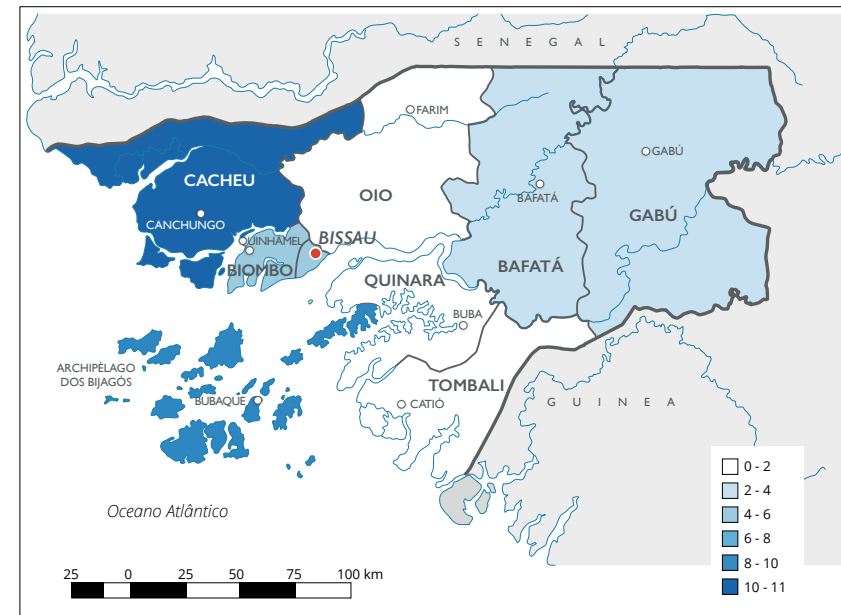 SENEGAL
FARIM
CACHEU
GABÚ
OIO
BAFATÁ
GABÚ
CANCHUNGO
QUINHAMEL
BISSAU
BIOMBO
BAFATÁ
QUINARA
BUBA
ARCHIPÈLAGO
DOS BIJAGÓS
TOMBALI
BUBAQUE
CATIÓ
GUINEA
Oceano Atlântico
0 - 2
2 - 4
4 - 6
6 - 8
8 - 10
10 - 11
25 0 25 50 75 100 km